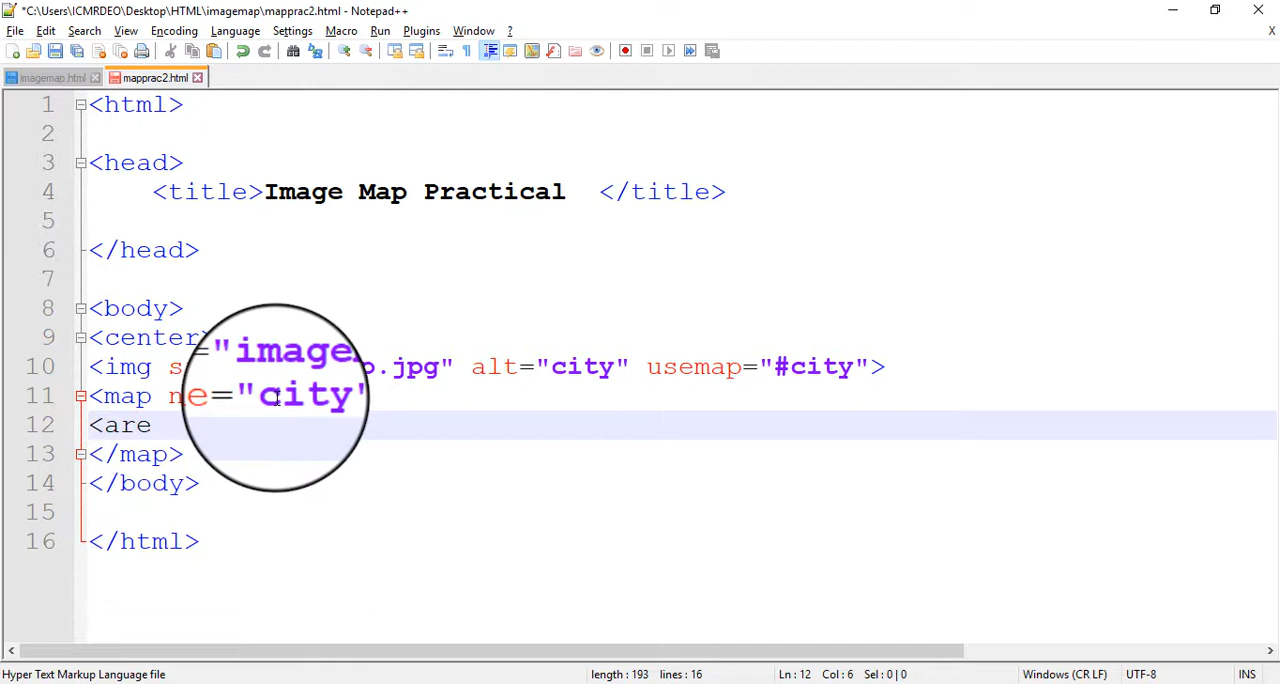 *C:\Users\ICMRDEO\Desktop\HTML\imagemap\mapprac2.html - Notepad++
File Edit Search View Encoding Language Settings Macro Run Plugins Window ? X
imagemap.html mapprac2.html
1 <html>
2
3 <head>
4 <title>Image Map Practical </title>
5
6 </head>
7
8 <body>
9 <center>
10 <img s ="image p.jpg" alt="city" usemap="#city">
11 <map n e="city"
12 <are
13 </map>
14 </body>
15
16 </html>
Hyper Text Markup Language file length : 193 lines : 16 Ln : 12 Col : 6 Sel : 0 | 0 Windows (CR LF) UTF-8 INS